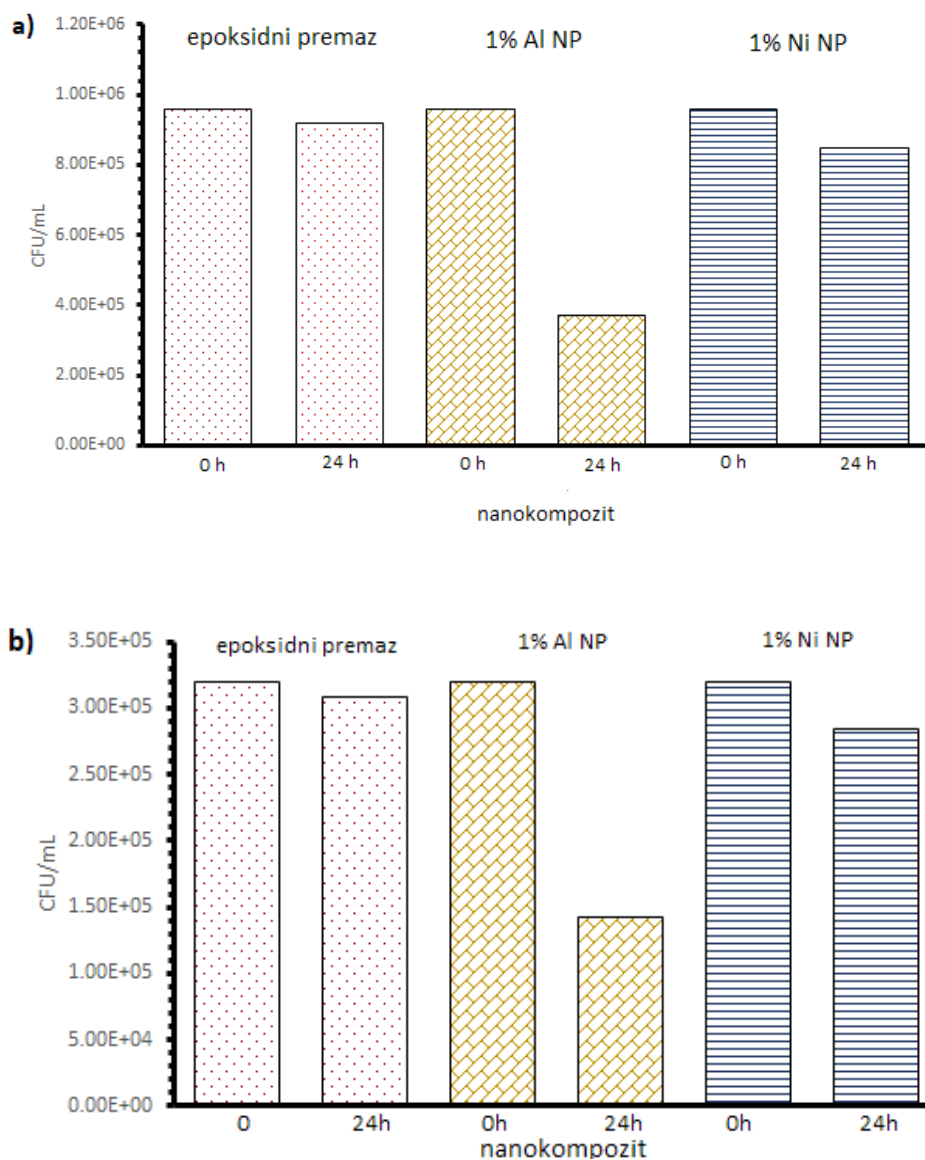 a)
epoksidni premaz 1% Al NP 1% Ni NP
1.20E+06
1.00E+06
8.00E+05
6.00E+05
4.00E+05
2.00E+05
0.00E+00
CFU/mL
0 h 24 h 0 h 24 h 0 h 24 h
nanokompozit
b)
epoksidni premaz 1% Al NP 1% Ni NP
3.50E+05
3.00E+05
2.50E+05
2.00E+05
1.50E+05
1.00E+05
5.00E+04
0.00E+00
CFU/mL
0 24h 0h 24h 0h 24h
nanokompozit